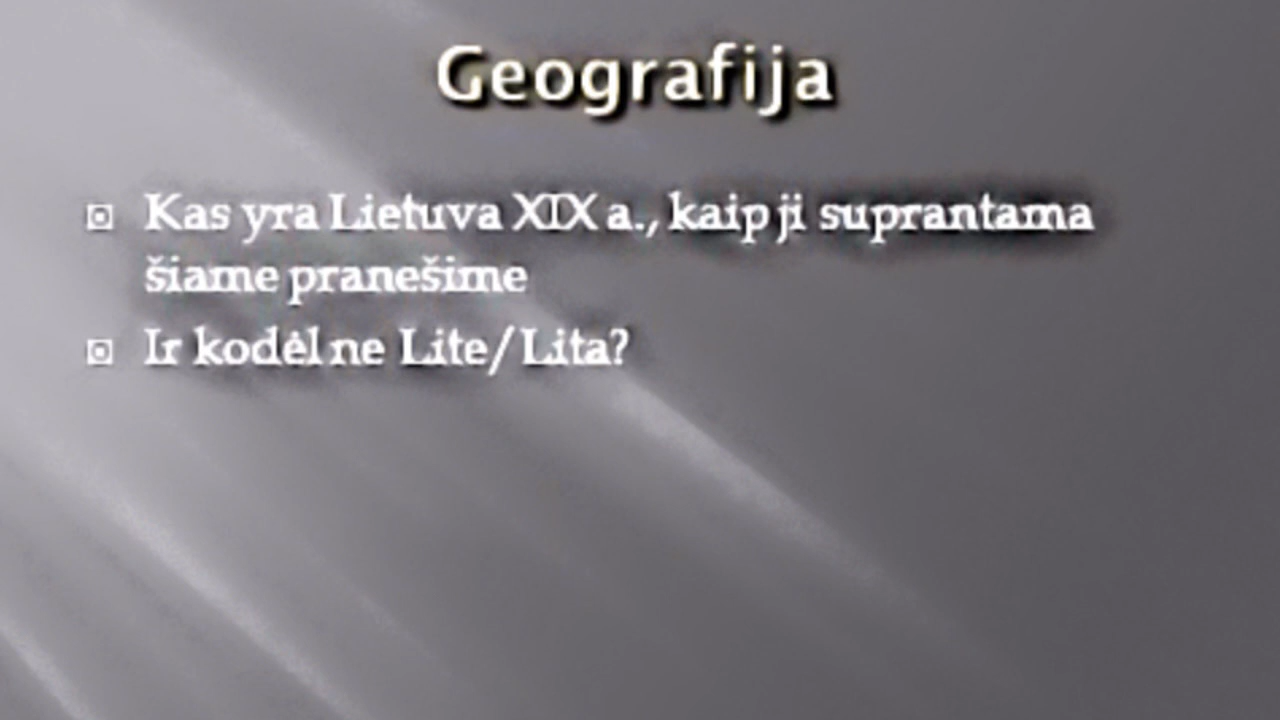 Geografija
Kas yra Lietuva XIX a., kaip ji suprantama
šiame pranešime
Ir kodėl ne Lite/Lita?